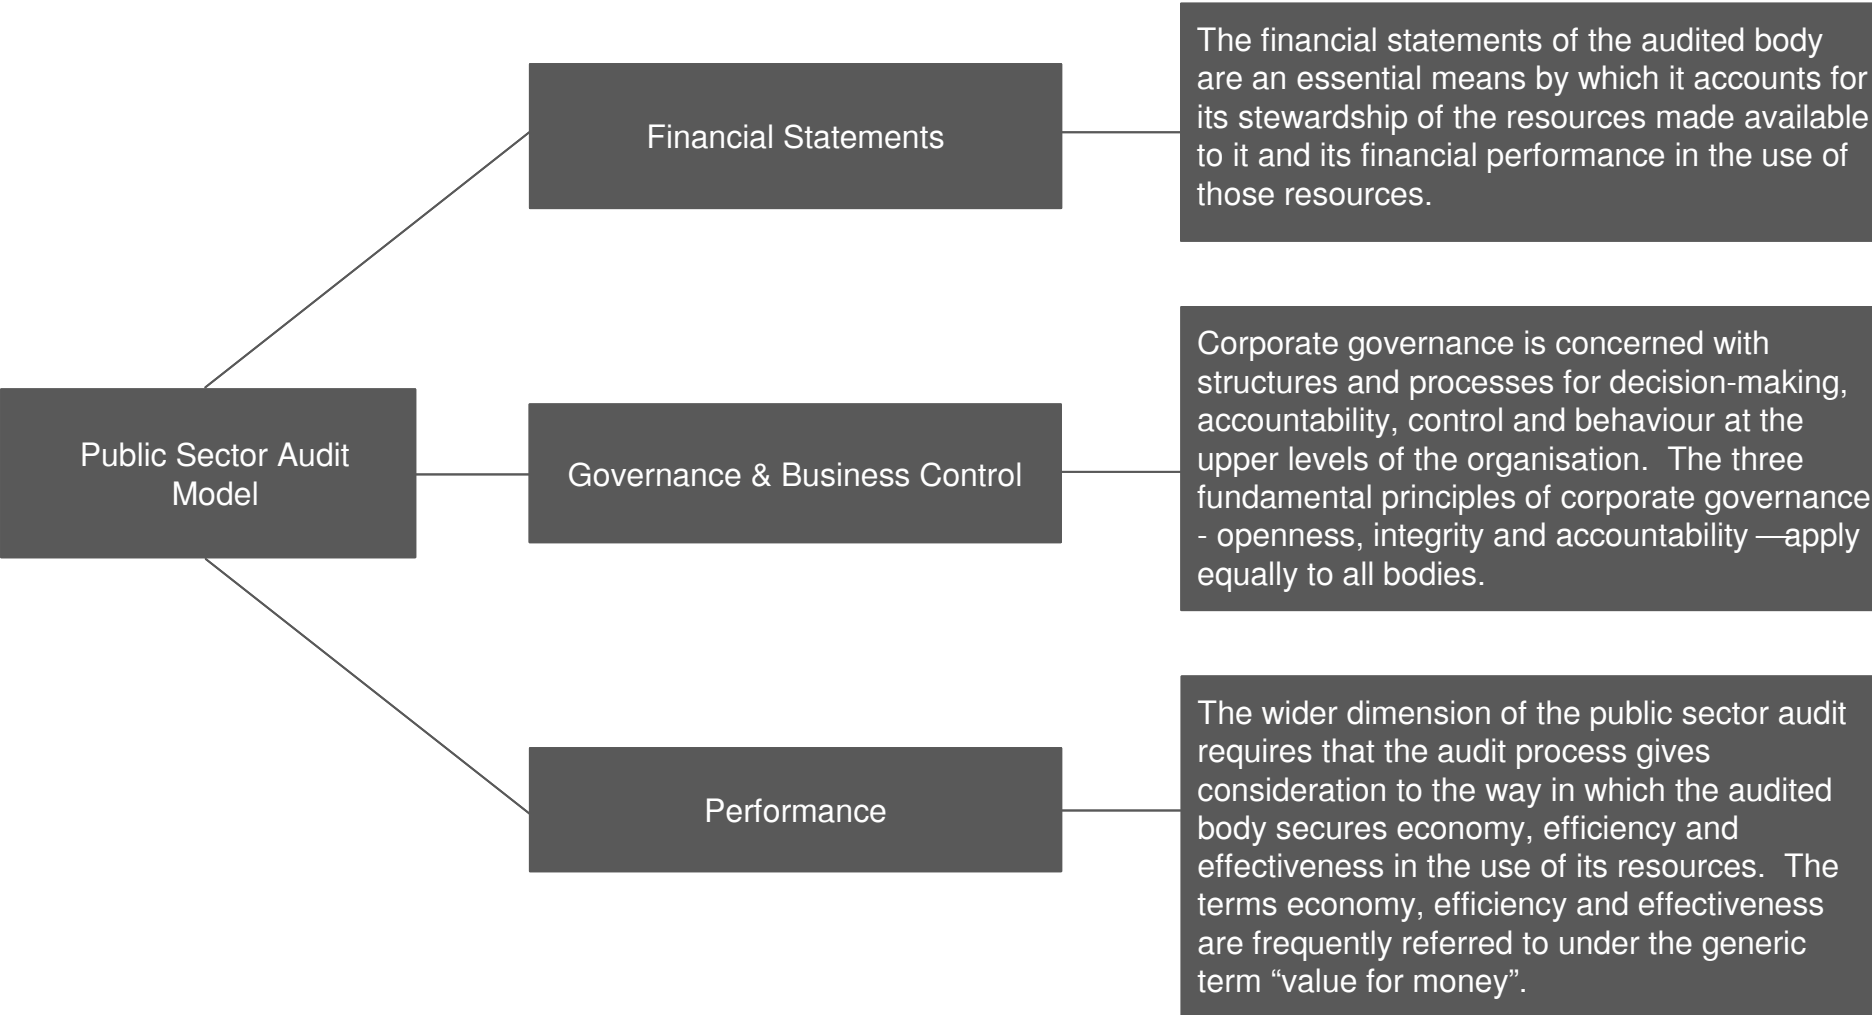 Public Sector Audit
Model
Financial Statements
The financial statements of the audited body
are an essential means by which it accounts for
its stewardship of the resources made available
to it and its financial performance in the use of
those resources.
Governance & Business Control
Corporate governance is concerned with
structures and processes for decision-making,
accountability, control and behaviour at the
upper levels of the organisation.  The three
fundamental principles of corporate governance
- openness, integrity and accountability —apply
equally to all bodies.
Performance
The wider dimension of the public sector audit
requires that the audit process gives
consideration to the way in which the audited
body secures economy, efficiency and
effectiveness in the use of its resources.  The
terms economy, efficiency and effectiveness
are frequently referred to under the generic
term “value for money”.